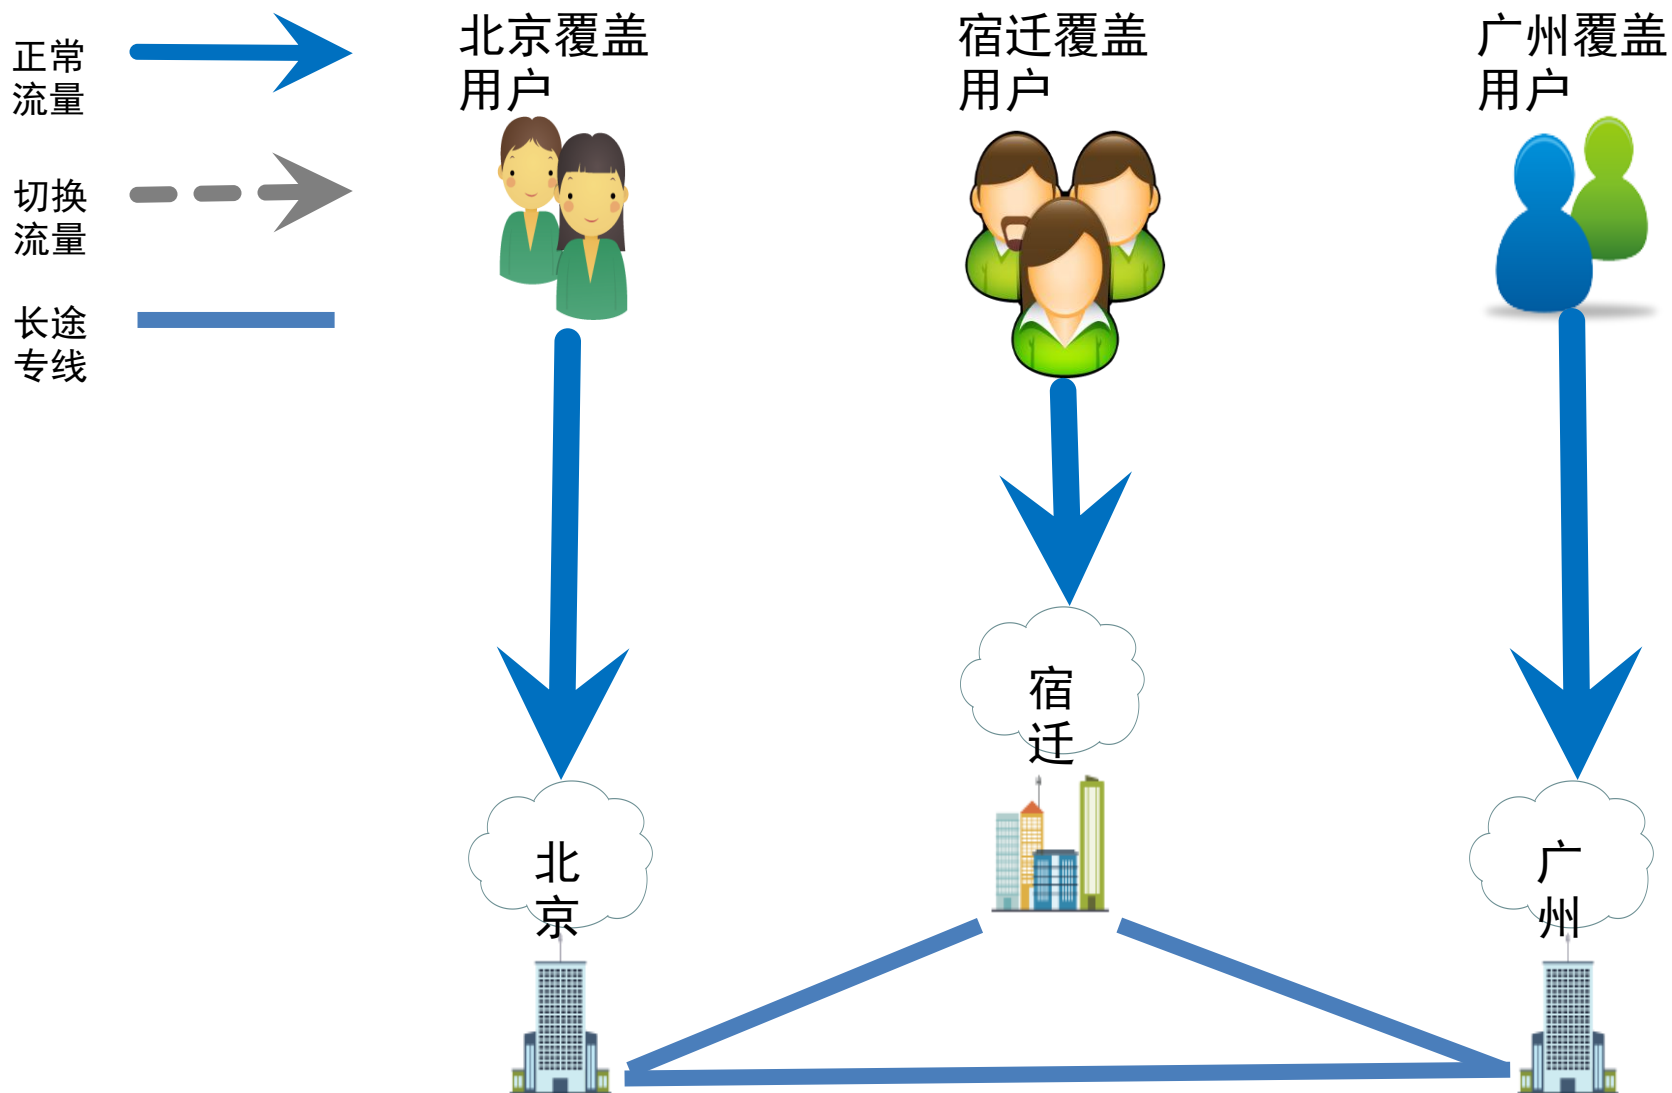 正常
流量
切换
流量
长途
专线
北京覆盖
用户
宿迁覆盖
用户
广州覆盖
用户
宿
迁
北
京
广
州